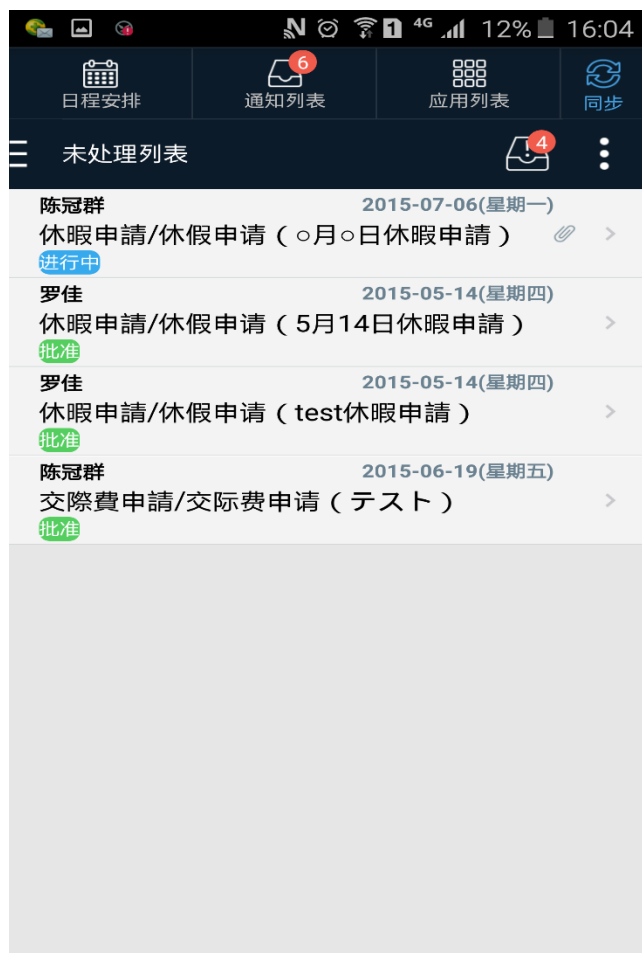 1 4G 12% 16:04
6
日程安排 通知列表 应用列表 同步
未处理列表 4
陈冠群 2015-07-06(星期一)
休暇申請/休假申请（○月○日休暇申請）
进行中
罗佳 2015-05-14(星期四)
休暇申請/休假申请（5月14日休暇申請）
批准
罗佳 2015-05-14(星期四)
休暇申請/休假申请（test休暇申請）
批准
陈冠群 2015-06-19(星期五)
交際費申請/交际费申请（テスト）
批准